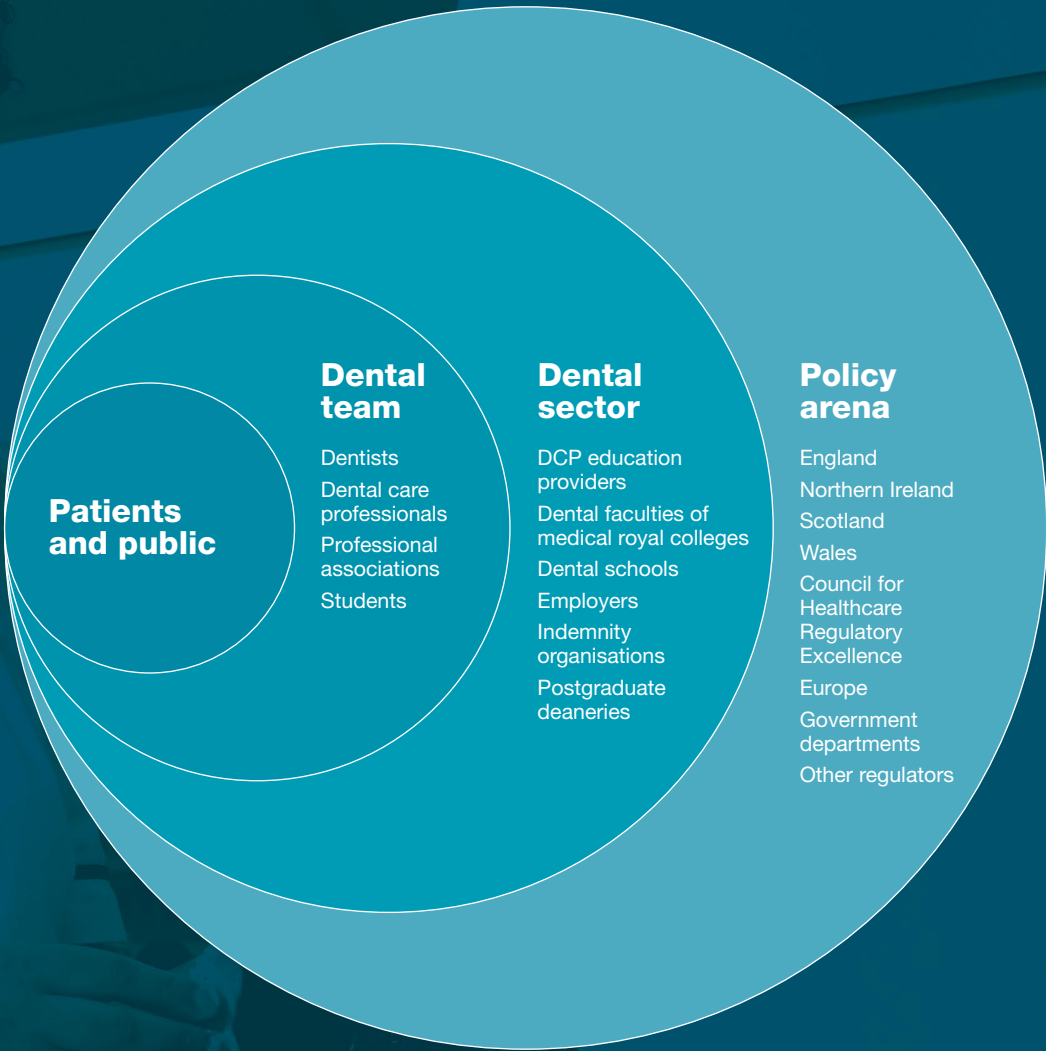 Patients
and public
Dental
team
Dentists
Dental care
professionals
Professional
associations
Students
Dental
sector
DCP education
providers
Dental faculties of
medical royal colleges
Dental schools
Employers
Indemnity
organisations
Postgraduate
deaneries
Policy
arena
England
Northern Ireland
Scotland
Wales
Council for
Healthcare
Regulatory
Excellence
Europe
Government
departments
Other regulators